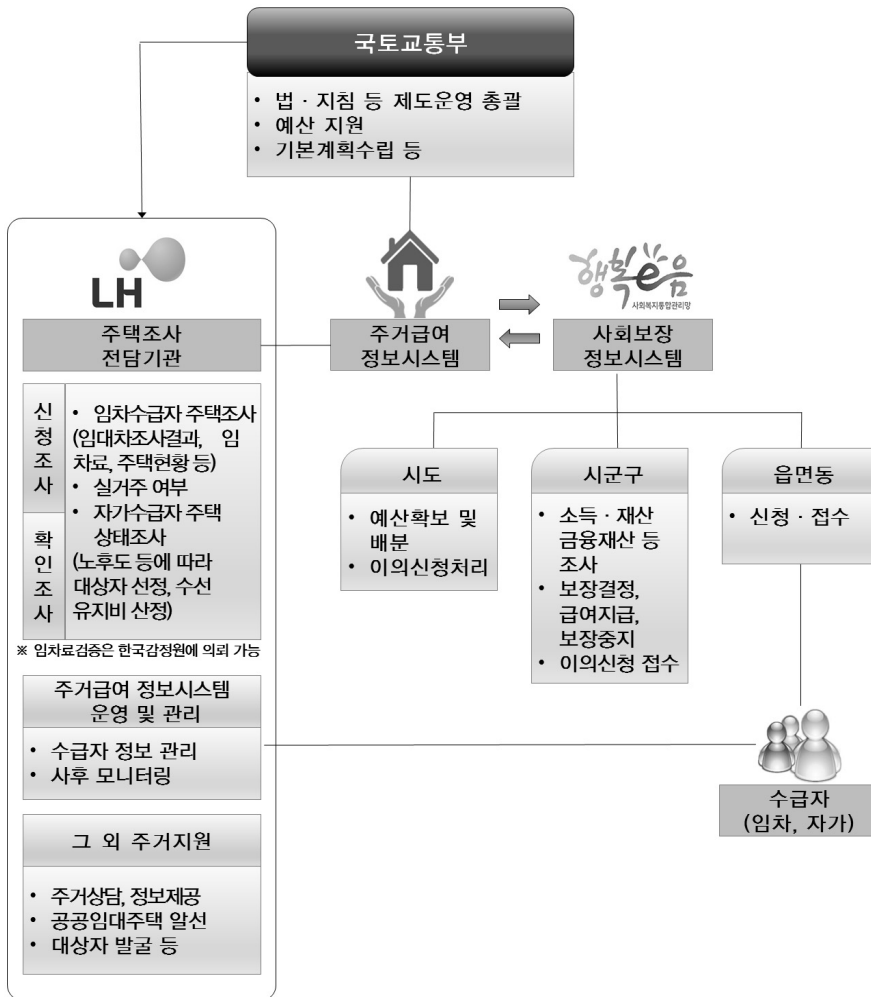 국토교통부
• 법 · 지침 등 제도운영 총괄
• 예산 지원
• 기본계획수립 등
LH
주택조사
전담기관
주거급여
정보시스템
행복e음
사회복지통합관리망
사회보장
정보시스템
신청조사
확인조사
• 임차수급자 주택조사
(임대차조사결과, 임
차료, 주택현황 등)
• 실거주 여부
• 자가수급자 주택
상태조사
(노후도 등에 따라
대상자 선정, 수선
유지비 산정)
※ 임차료검증은 한국감정원에 의뢰 가능
시도
• 예산확보 및
배분
• 이의신청처리
시군구
• 소득 · 재산
금융재산 등
조사
• 보장결정,
급여지급,
보장중지
• 이의신청 접수
읍면동
• 신청 · 접수
주거급여 정보시스템
운영 및 관리
• 수급자 정보 관리
• 사후 모니터링
수급자
(임차, 자가)
그 외 주거지원
• 주거상담, 정보제공
• 공공임대주택 알선
• 대상자 발굴 등